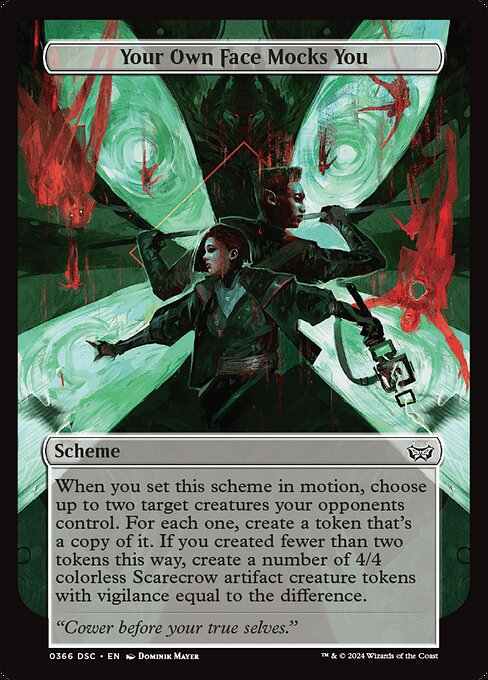 Your Own Face Mocks You
Scheme
When you set this scheme in motion, choose
up to two target creatures your opponents
control. For each one, create a token that's
a copy of it. If you created fewer than two
tokens this way, create a number of 4/4
colorless Scarecrow artifact creature tokens
with vigilance equal to the difference.
“Cower before your true selves.”
0366 DSC • EN Dominik Mayer ™ & © 2024 Wizards of the Coast